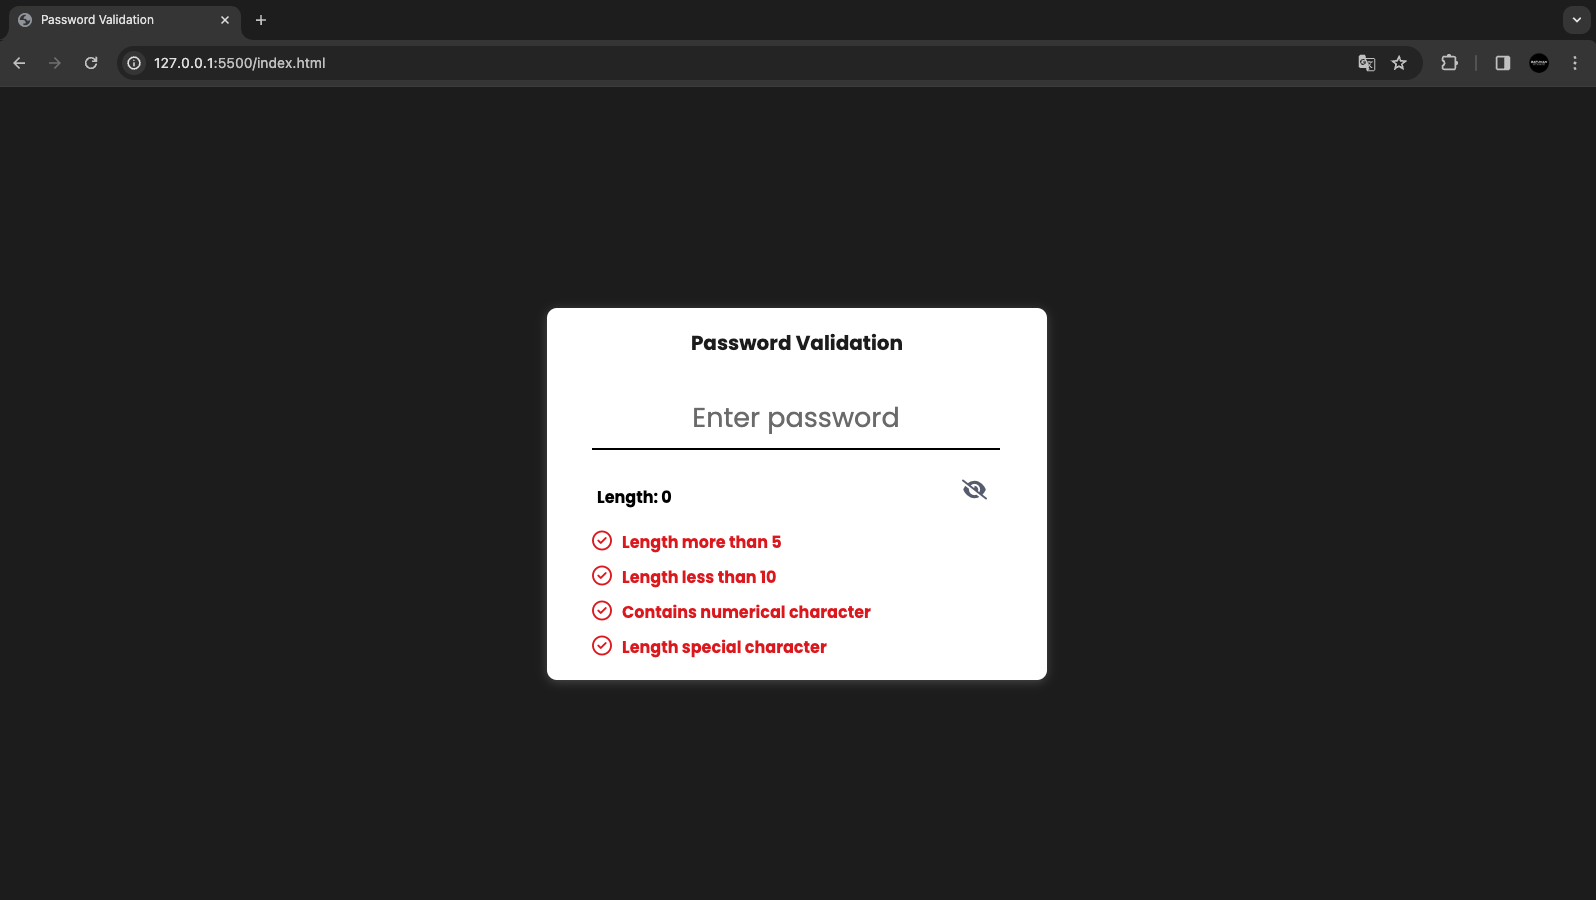 Password Validation
127.0.0.1:5500/index.html
Password Validation
Enter password
Length: 0
Length more than 5
Length less than 10
Contains numerical character
Length special character